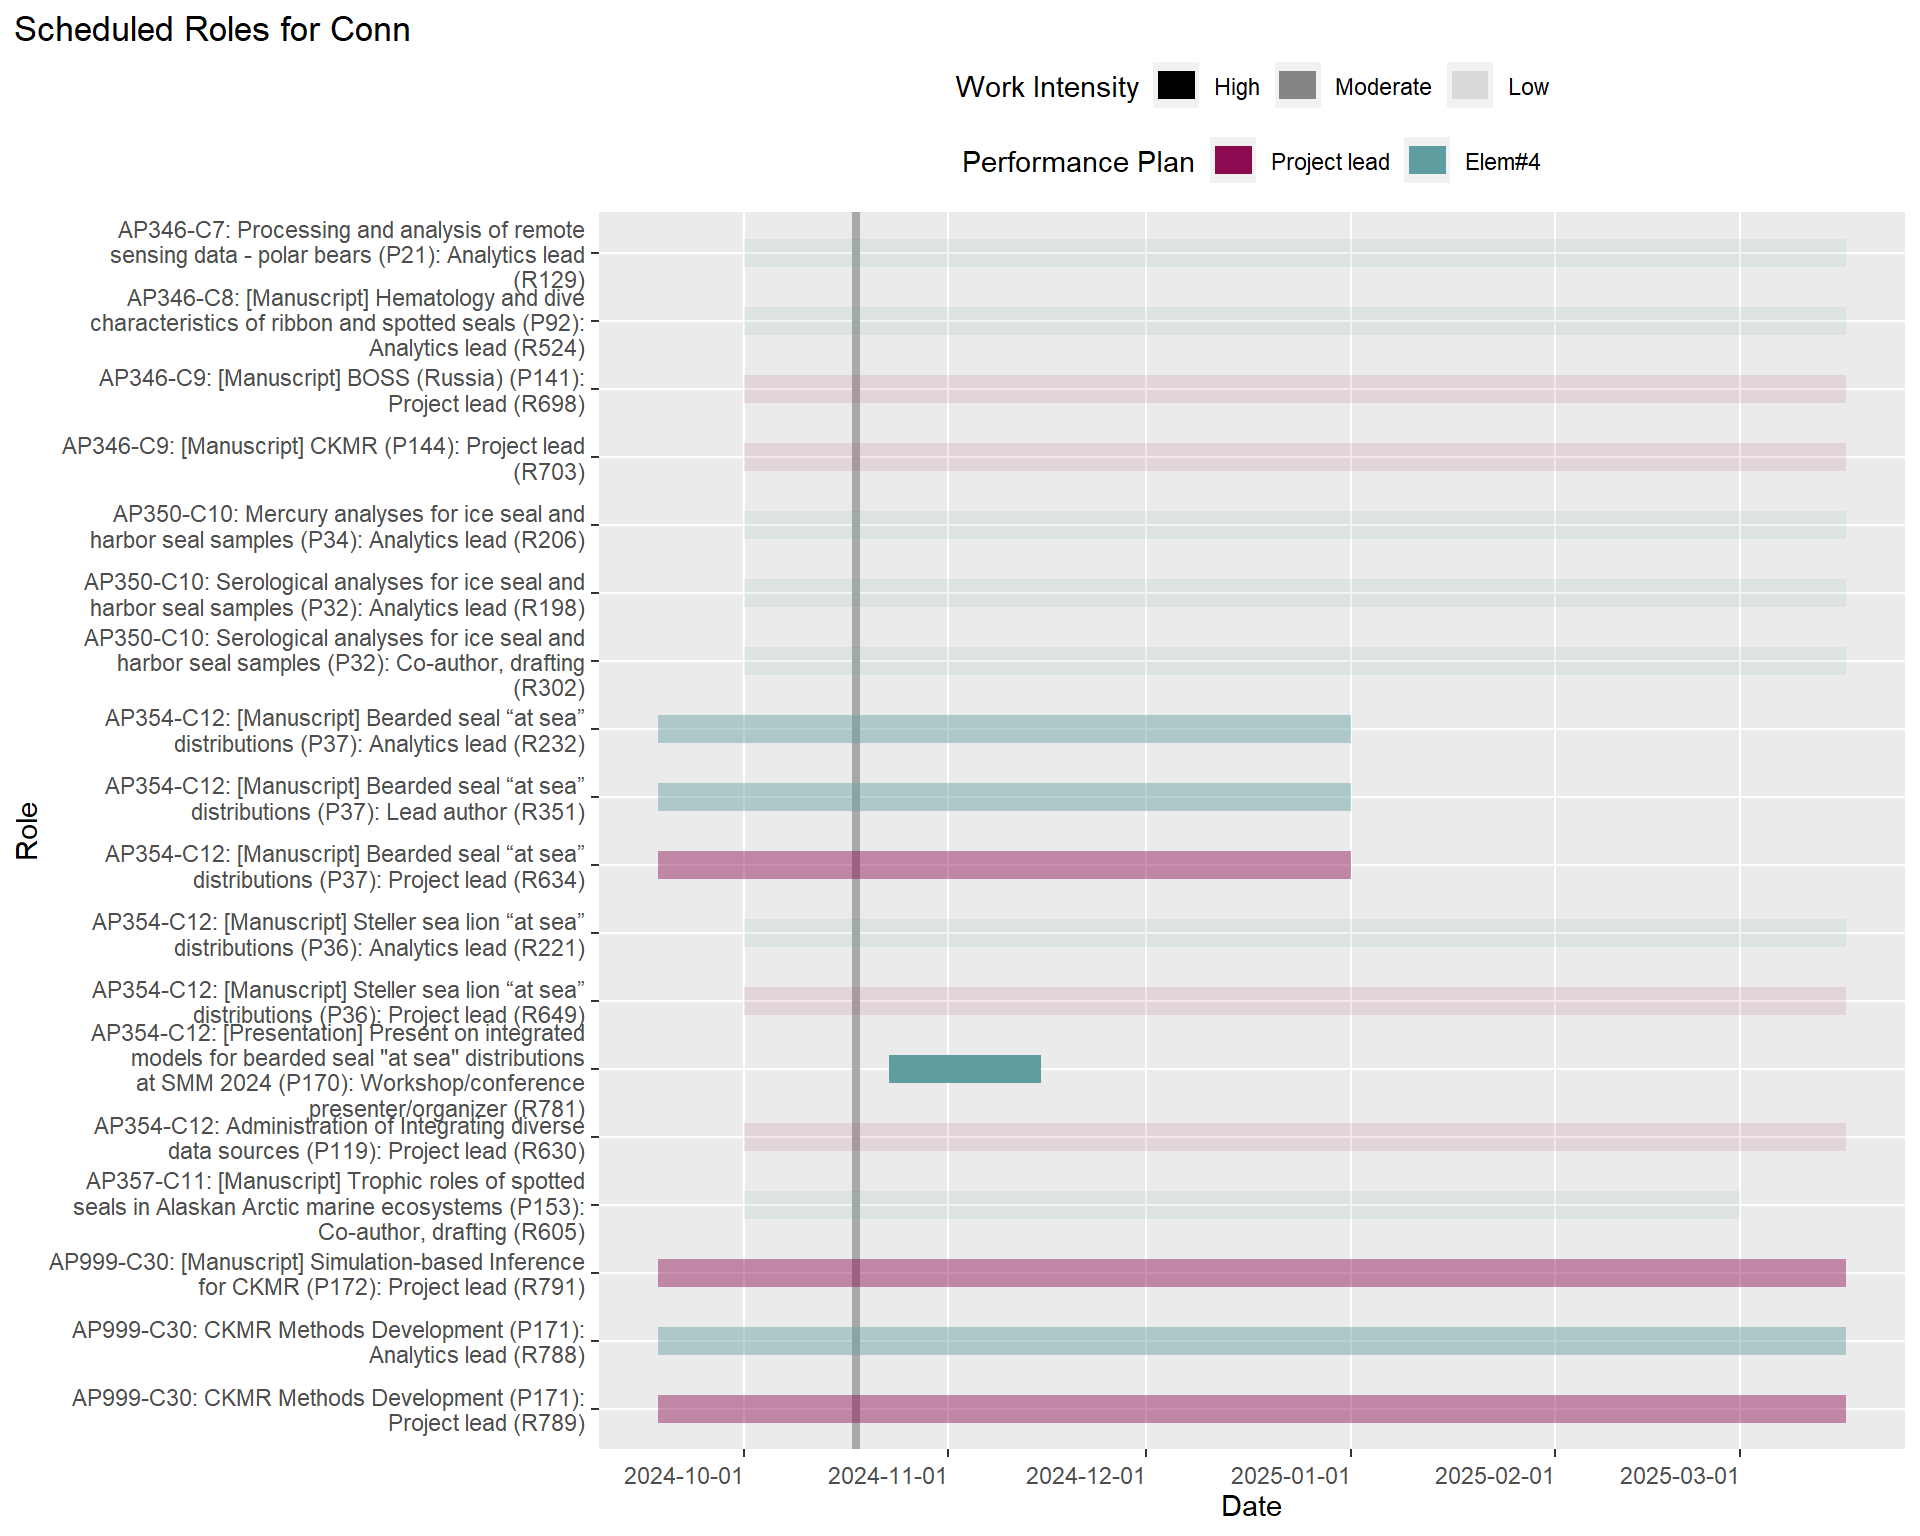 Scheduled Roles for Conn
Work Intensity High Moderate Low
Performance Plan Project lead Elem#4
AP346-C7: Processing and analysis of remote
sensing data - polar bears (P21): Analytics lead
(R129)
AP346-C8: [Manuscript] Hematology and dive
characteristics of ribbon and spotted seals (P92):
Analytics lead (R524)
AP346-C9: [Manuscript] BOSS (Russia) (P141):
Project lead (R698)
AP346-C9: [Manuscript] CKMR (P144): Project lead
(R703)
AP350-C10: Mercury analyses for ice seal and
harbor seal samples (P34): Analytics lead (R206)
AP350-C10: Serological analyses for ice seal and
harbor seal samples (P32): Analytics lead (R198)
AP350-C10: Serological analyses for ice seal and
harbor seal samples (P32): Co-author, drafting
(R302)
AP354-C12: [Manuscript] Bearded seal “at sea”
distributions (P37): Analytics lead (R232)
AP354-C12: [Manuscript] Bearded seal “at sea”
distributions (P37): Lead author (R351)
AP354-C12: [Manuscript] Bearded seal “at sea”
distributions (P37): Project lead (R634)
AP354-C12: [Manuscript] Steller sea lion “at sea”
distributions (P36): Analytics lead (R221)
AP354-C12: [Manuscript] Steller sea lion “at sea”
distributions (P36): Project lead (R649)
AP354-C12: [Presentation] Present on integrated
models for bearded seal "at sea" distributions
at SMM 2024 (P170): Workshop/conference
presenter/organizer (R781)
AP354-C12: Administration of Integrating diverse
data sources (P119): Project lead (R630)
AP357-C11: [Manuscript] Trophic roles of spotted
seals in Alaskan Arctic marine ecosystems (P153):
Co-author, drafting (R605)
AP999-C30: [Manuscript] Simulation-based Inference
for CKMR (P172): Project lead (R791)
AP999-C30: CKMR Methods Development (P171):
Analytics lead (R788)
AP999-C30: CKMR Methods Development (P171):
Project lead (R789)
Role
2024-10-01 2024-11-01 2024-12-01 2025-01-01 2025-02-01 2025-03-01
Date